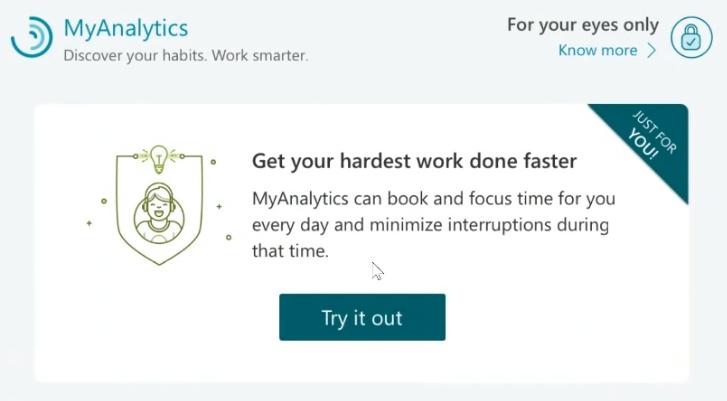 MyAnalytics
Discover your habits. Work smarter.
For your eyes only
Know more
JUST FOR
YOU!
Get your hardest work done faster
MyAnalytics can book and focus time for you
every day and minimize interruptions during
that time.
Try it out